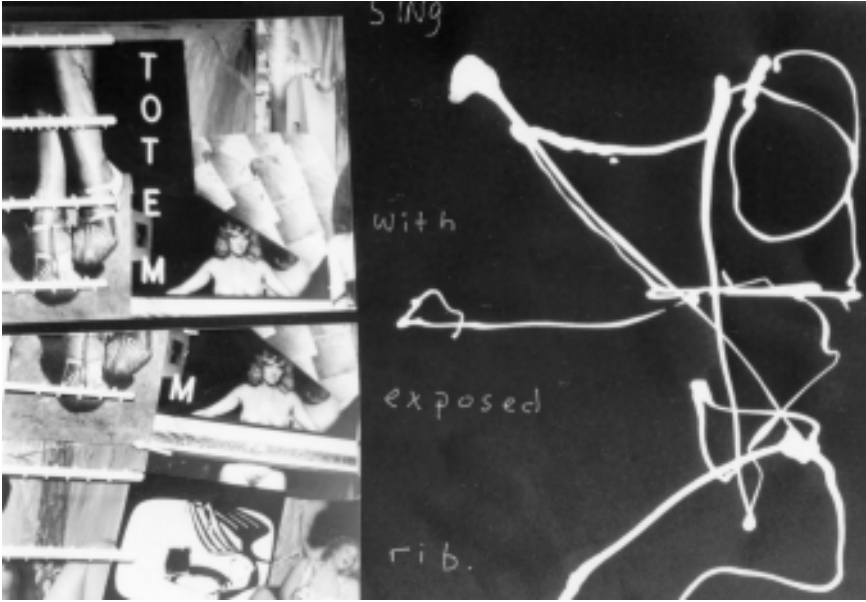 SING
TOTEM
with
M
exposed
rib.